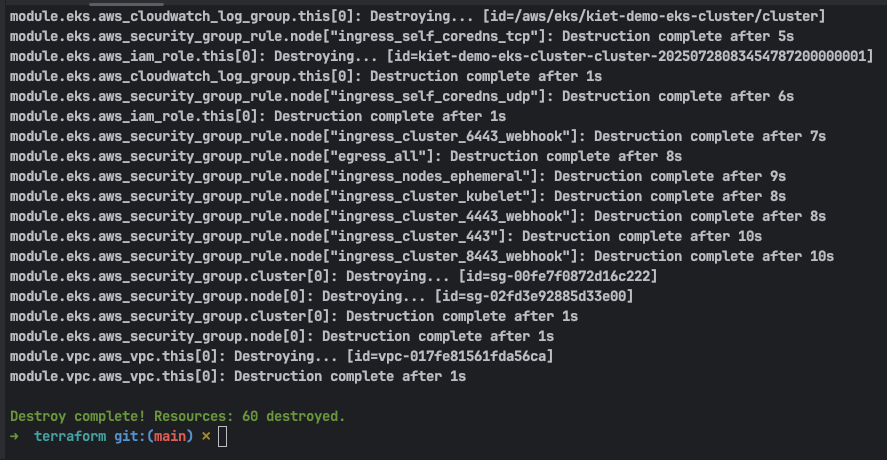 module.eks.aws_cloudwatch_log_group.this[0]: Destroying... [id=/aws/eks/kiet-demo-eks-cluster/cluster]
module.eks.aws_security_group_rule.node["ingress_self_coredns_tcp"]: Destruction complete after 5s
module.eks.aws_iam_role.this[0]: Destroying... [id=kiet-demo-eks-cluster-cluster-20250728083454787200000001]
module.eks.aws_cloudwatch_log_group.this[0]: Destruction complete after 1s
module.eks.aws_security_group_rule.node["ingress_self_coredns_udp"]: Destruction complete after 6s
module.eks.aws_iam_role.this[0]: Destruction complete after 1s
module.eks.aws_security_group_rule.node["ingress_cluster_6443_webhook"]: Destruction complete after 7s
module.eks.aws_security_group_rule.node["egress_all"]: Destruction complete after 8s
module.eks.aws_security_group_rule.node["ingress_nodes_ephemeral"]: Destruction complete after 9s
module.eks.aws_security_group_rule.node["ingress_cluster_kubelet"]: Destruction complete after 8s
module.eks.aws_security_group_rule.node["ingress_cluster_4443_webhook"]: Destruction complete after 8s
module.eks.aws_security_group_rule.node["ingress_cluster_443"]: Destruction complete after 10s
module.eks.aws_security_group_rule.node["ingress_cluster_8443_webhook"]: Destruction complete after 10s
module.eks.aws_security_group.cluster[0]: Destroying... [id=sg-00fe7f0872d16c222]
module.eks.aws_security_group.node[0]: Destroying... [id=sg-02fd3e92885d33e00]
module.eks.aws_security_group.cluster[0]: Destruction complete after 1s
module.eks.aws_security_group.node[0]: Destruction complete after 1s
module.vpc.aws_vpc.this[0]: Destroying... [id=vpc-017fe81561fda56ca]
module.vpc.aws_vpc.this[0]: Destruction complete after 1s
Destroy complete! Resources: 60 destroyed.
→ terraform git:(main) ×